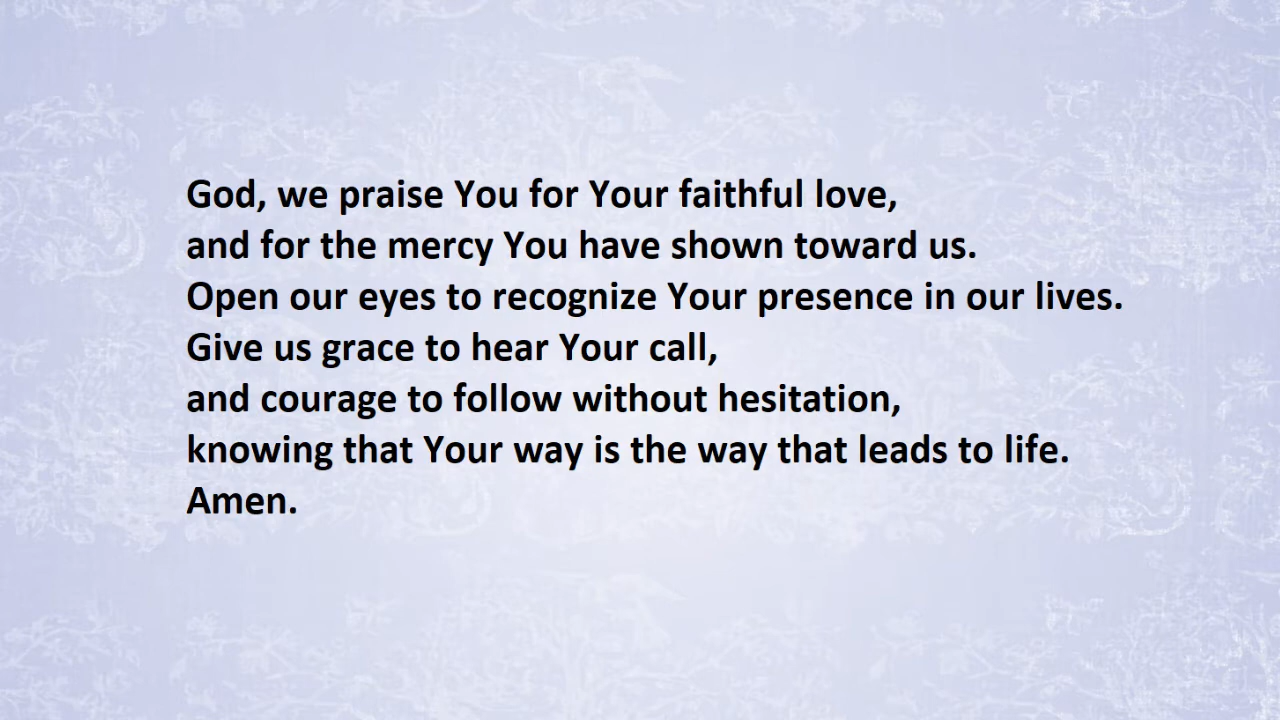 God, we praise You for Your faithful love,
and for the mercy You have shown toward us.
Open our eyes to recognize Your presence in our lives.
Give us grace to hear Your call,
and courage to follow without hesitation,
knowing that Your way is the way that leads to life.
Amen.